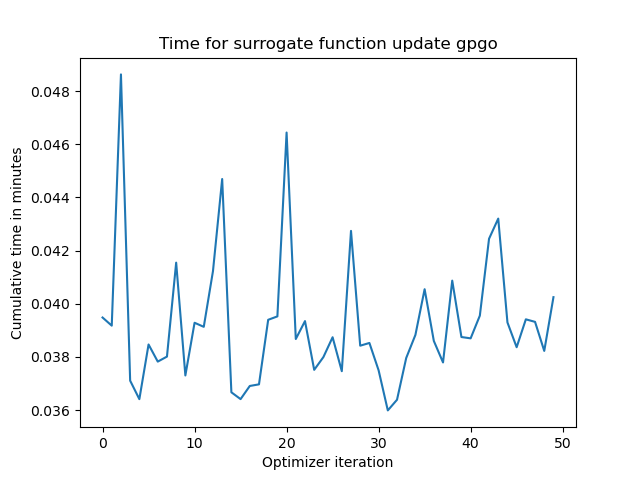 Time for surrogate function update gpgo
Cumulative time in minutes
0.048
0.046
0.044
0.042
0.040
0.038
0.036
0 10 20 30 40 50
Optimizer iteration